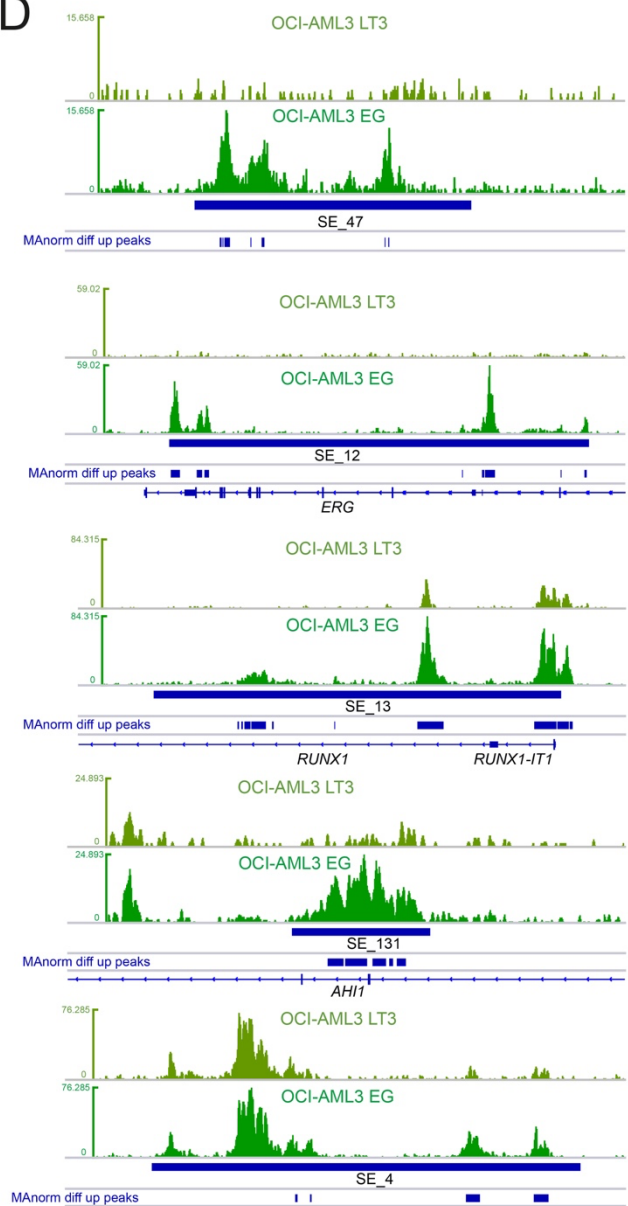 D
15.658
OCI-AML3 LT3
0
15.658
OCI-AML3 EG
0
SE_47
MAnorm diff up peaks
59.02
OCI-AML3 LT3
0
59.02
OCI-AML3 EG
0
SE_12
MAnorm diff up peaks
ERG
84.315
OCI-AML3 LT3
0
84.315
OCI-AML3 EG
0
SE_13
MAnorm diff up peaks
RUNX1 RUNX1-IT1
24.893
OCI-AML3 LT3
0
24.893
OCI-AML3 EG
0
SE_131
MAnorm diff up peaks
AHI1
76.285
OCI-AML3 LT3
0
76.285
OCI-AML3 EG
0
SE_4
MAnorm diff up peaks